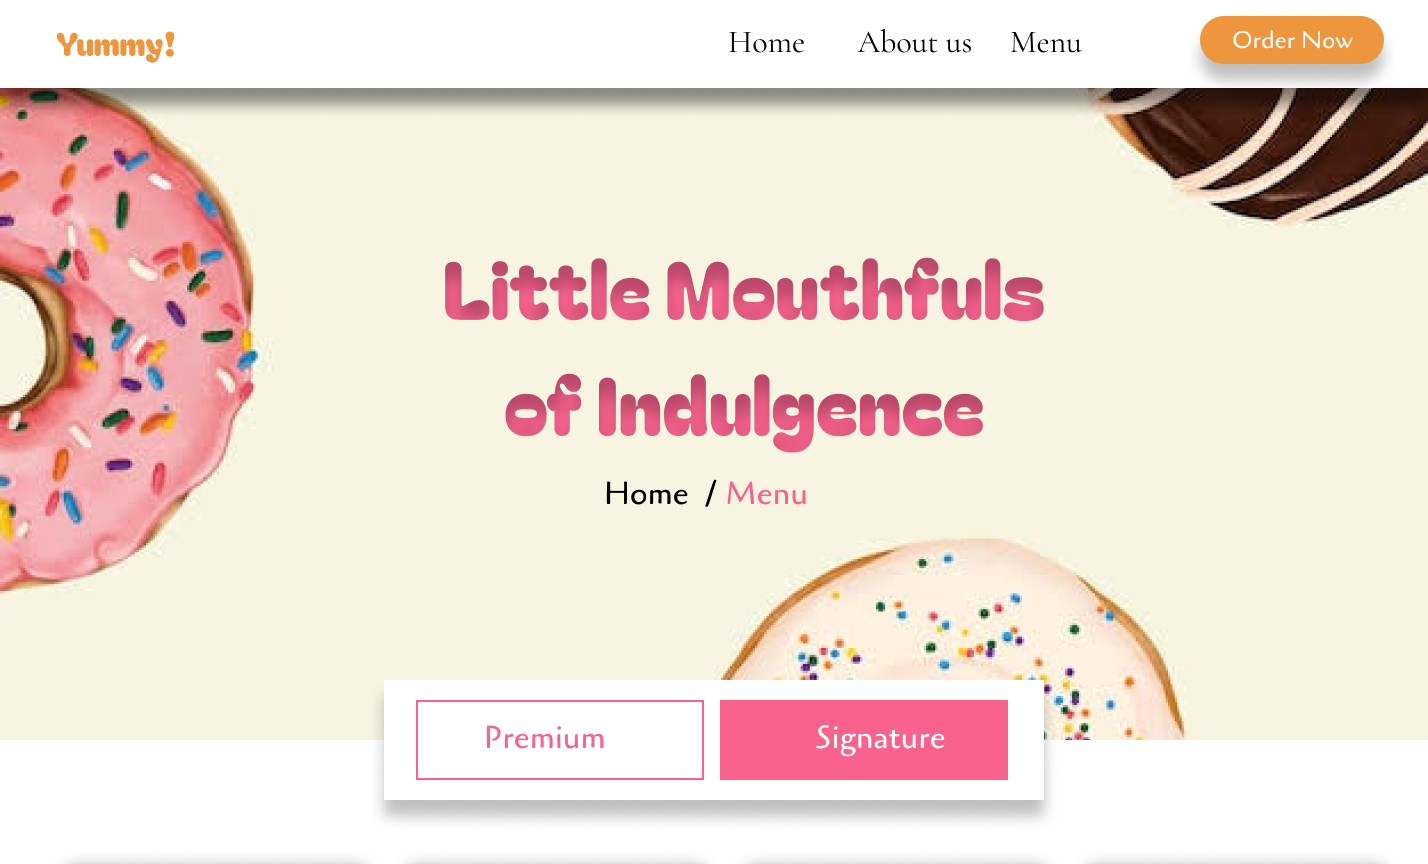 Yummy!
Home About us Menu
Order Now
Little Mouthfuls
of Indulgence
Home / Menu
Premium
Signature